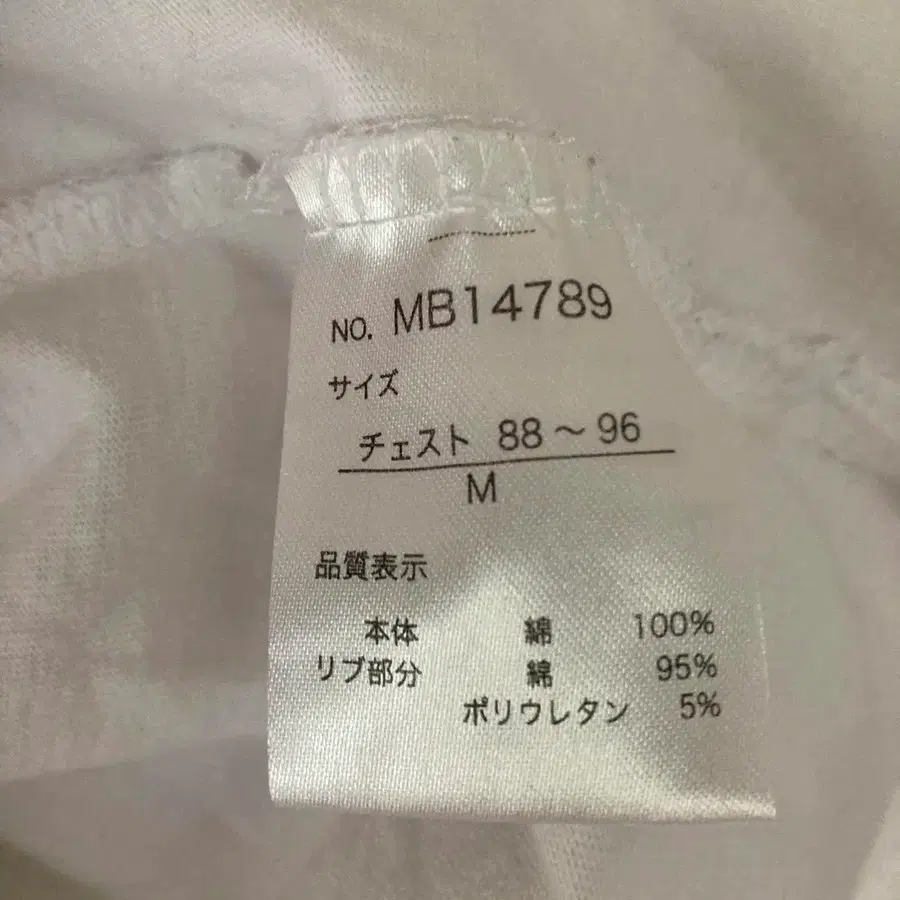 NO. MB14789
サイズ
チェスト 88～96
M
品質表示
本体 綿 100%
リブ部分 綿 95%
ポリウレタン 5%